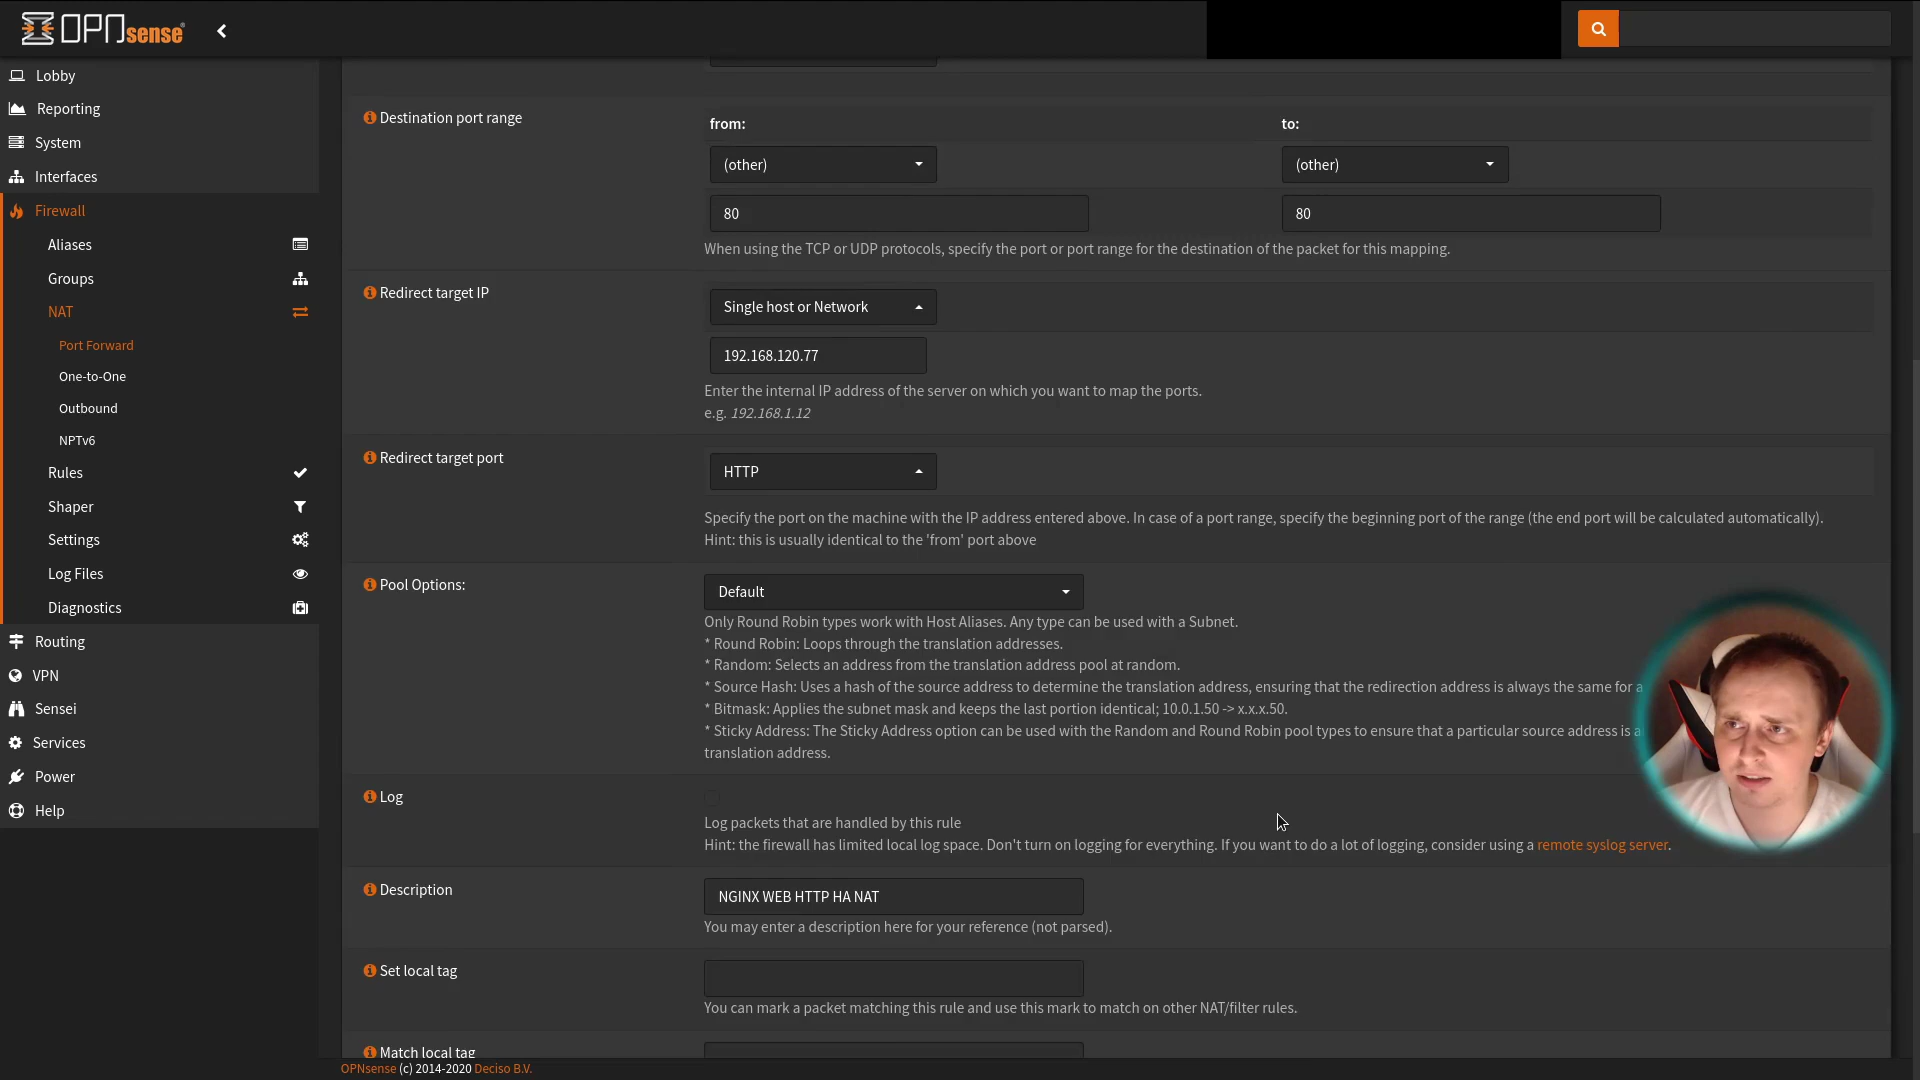 OPNsense
Lobby
Reporting
System
Interfaces
Firewall
Aliases
Groups
NAT
Port Forward
One-to-One
Outbound
NPTv6
Rules
Shaper
Settings
Log Files
Diagnostics
Routing
VPN
Sensei
Services
Power
Help
Destination port range
from:
to:
(other)
(other)
80
80
When using the TCP or UDP protocols, specify the port or port range for the destination of the packet for this mapping.
Redirect target IP
Single host or Network
192.168.120.77
Enter the internal IP address of the server on which you want to map the ports.
e.g. 192.168.1.12
Redirect target port
HTTP
Specify the port on the machine with the IP address entered above. In case of a port range, specify the beginning port of the range (the end port will be calculated automatically).
Hint: this is usually identical to the 'from' port above
Pool Options:
Default
Only Round Robin types work with Host Aliases. Any type can be used with a Subnet.
* Round Robin: Loops through the translation addresses.
* Random: Selects an address from the translation address pool at random.
* Source Hash: Uses a hash of the source address to determine the translation address, ensuring that the redirection address is always the same for a
* Bitmask: Applies the subnet mask and keeps the last portion identical; 10.0.1.50 -> x.x.x.50.
* Sticky Address: The Sticky Address option can be used with the Random and Round Robin pool types to ensure that a particular source address is a
translation address.
Log
Log packets that are handled by this rule
Hint: the firewall has limited local log space. Don't turn on logging for everything. If you want to do a lot of logging, consider using a remote syslog server.
Description
NGINX WEB HTTP HA NAT
You may enter a description here for your reference (not parsed).
Set local tag
You can mark a packet matching this rule and use this mark to match on other NAT/filter rules.
Match local tag
OPNsense (c) 2014-2020 Deciso B.V.